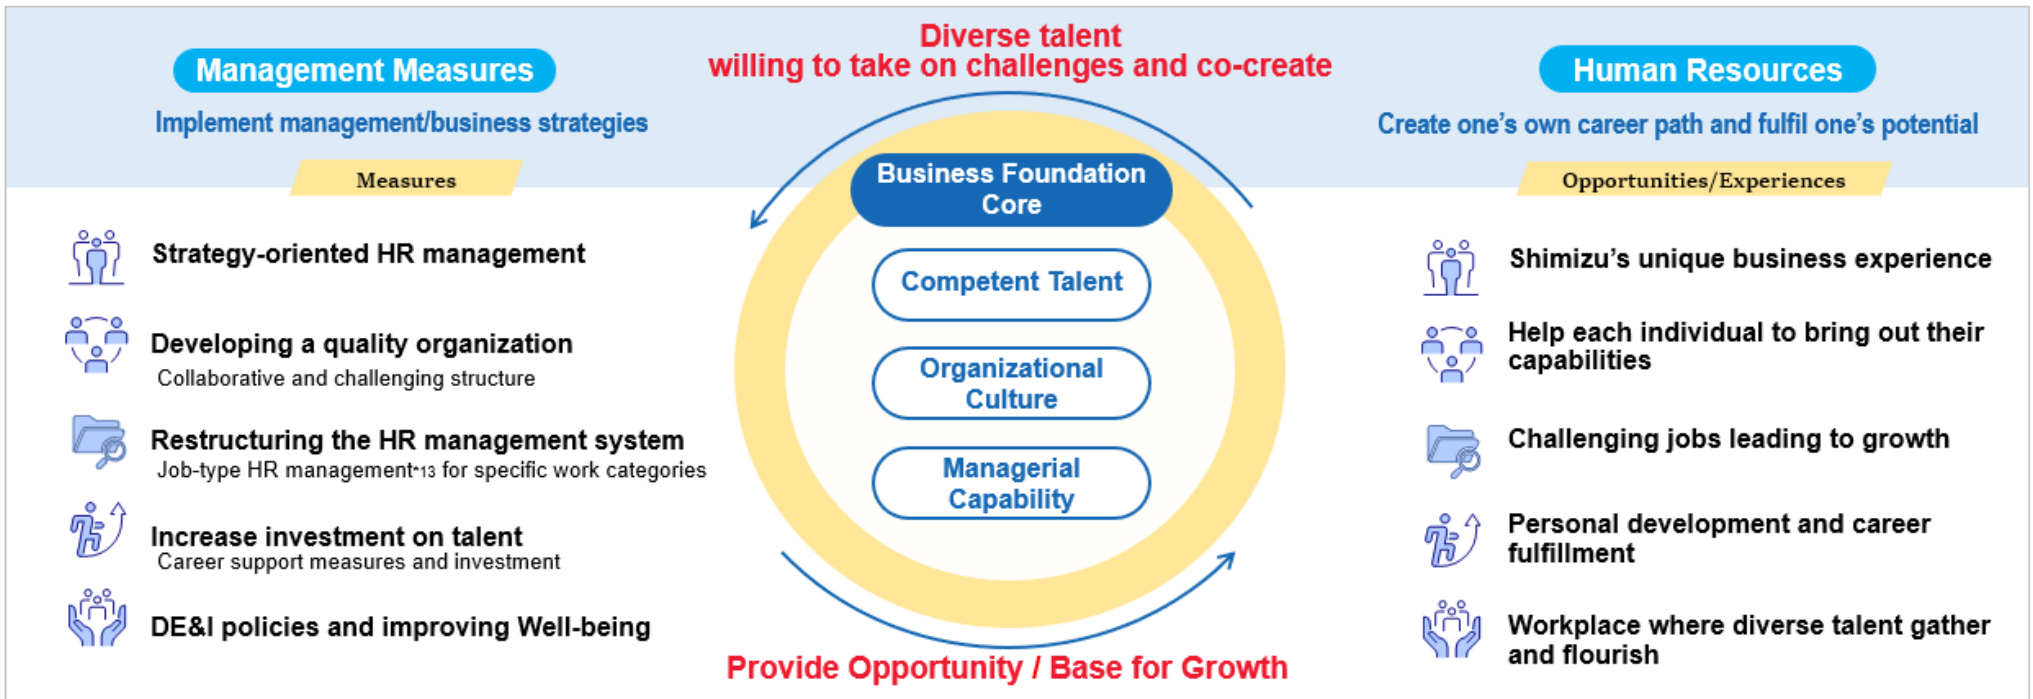 Management Measures
Implement management/business strategies
Measures
Strategy-oriented HR management
Developing a quality organization
Collaborative and challenging structure
Restructuring the HR management system
Job-type HR management*13 for specific work categories
Increase investment on talent
Career support measures and investment
DE&I policies and improving Well-being
Diverse talent
willing to take on challenges and co-create
Business Foundation
Core
Competent Talent
Organizational
Culture
Managerial
Capability
Provide Opportunity / Base for Growth
Human Resources
Create one's own career path and fulfil one's potential
Opportunities/Experiences
Shimizu's unique business experience
Help each individual to bring out their
capabilities
Challenging jobs leading to growth
Personal development and career
fulfillment
Workplace where diverse talent gather
and flourish